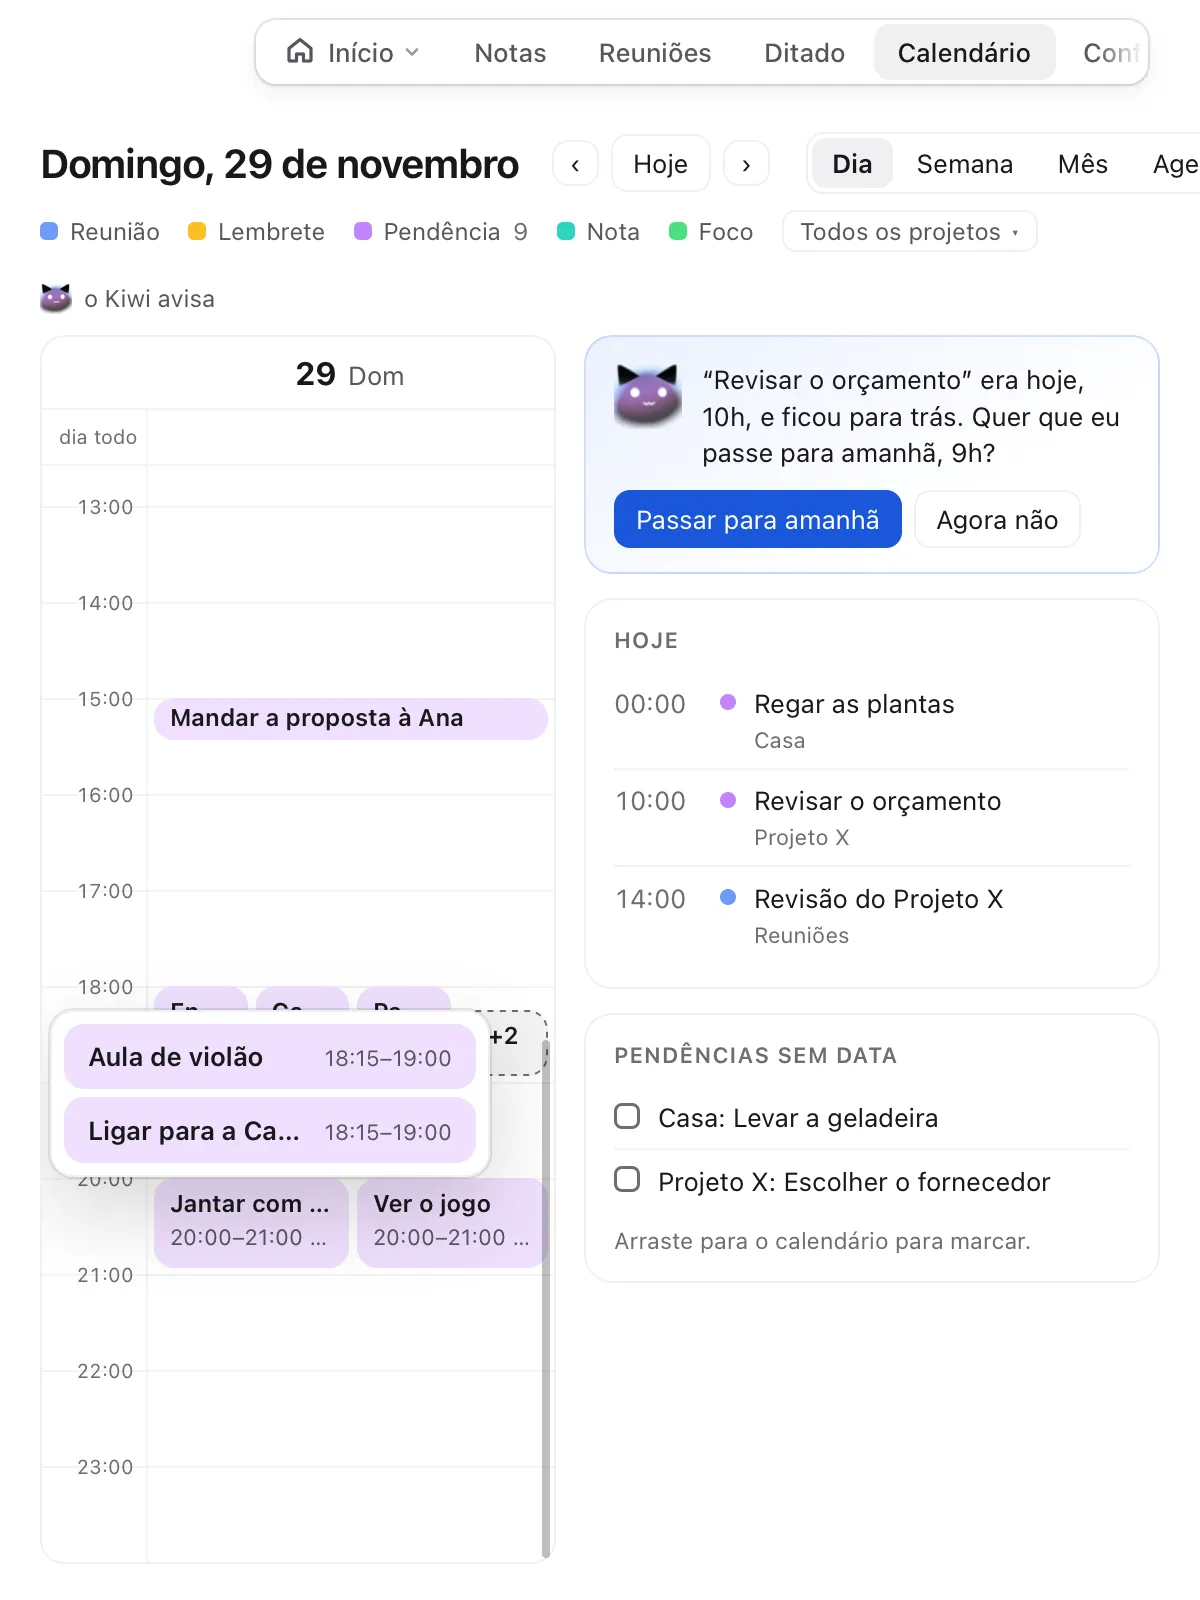 Início
Notas
Reuniões
Ditado
Calendário
Domingo, 29 de novembro
‹
Hoje
›
Dia
Semana
Mês
Reunião
Lembrete
Pendência 9
Nota
Foco
Todos os projetos
o Kiwi avisa
29 Dom
dia todo
13:00
14:00
15:00
Mandar a proposta à Ana
16:00
17:00
18:00
+2
Aula de violão 18:15–19:00
Ligar para a Ca... 18:15–19:00
20:00
Jantar com ...
20:00–21:00 ...
Ver o jogo
20:00–21:00 ...
21:00
22:00
23:00
“Revisar o orçamento” era hoje,
10h, e ficou para trás. Quer que eu
passe para amanhã, 9h?
Passar para amanhã
Agora não
HOJE
00:00 Regar as plantas
Casa
10:00 Revisar o orçamento
Projeto X
14:00 Revisão do Projeto X
Reuniões
PENDÊNCIAS SEM DATA
Casa: Levar a geladeira
Projeto X: Escolher o fornecedor
Arraste para o calendário para marcar.